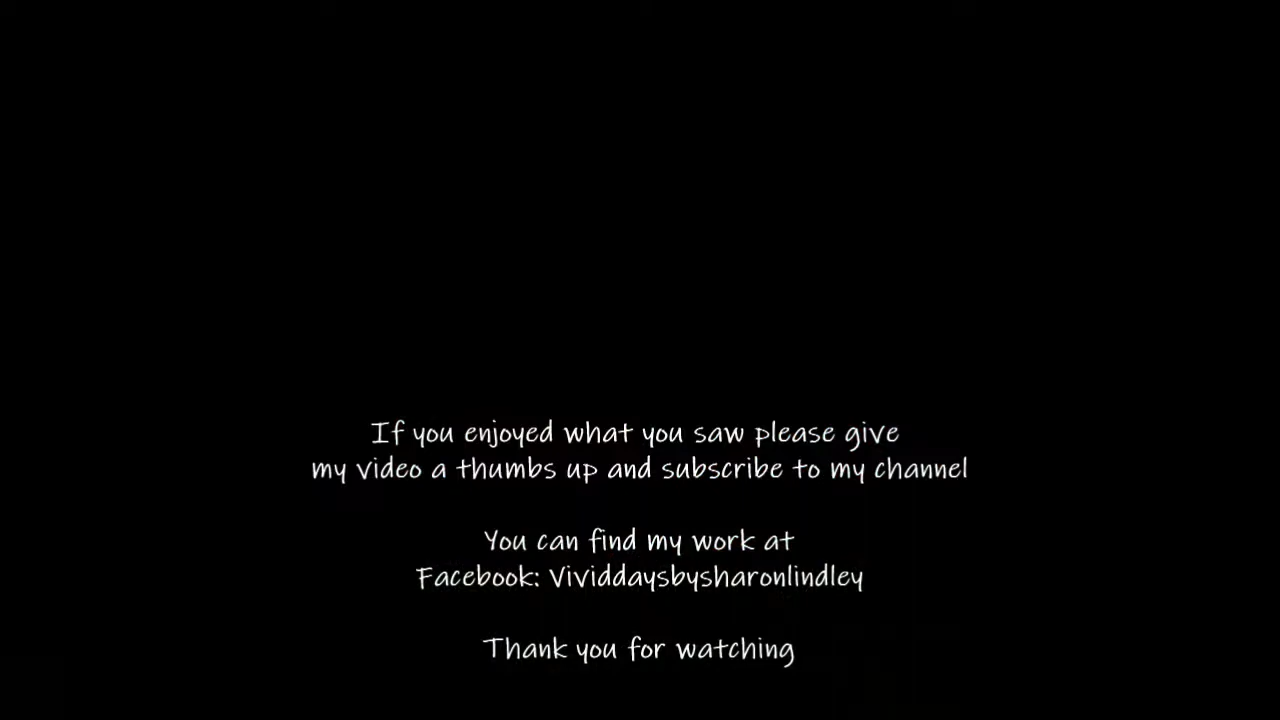 If you enjoyed what you saw please give
my video a thumbs up and subscribe to my channel
You can find my work at
Facebook: Vividdaysbysharonlindley
Thank you for watching